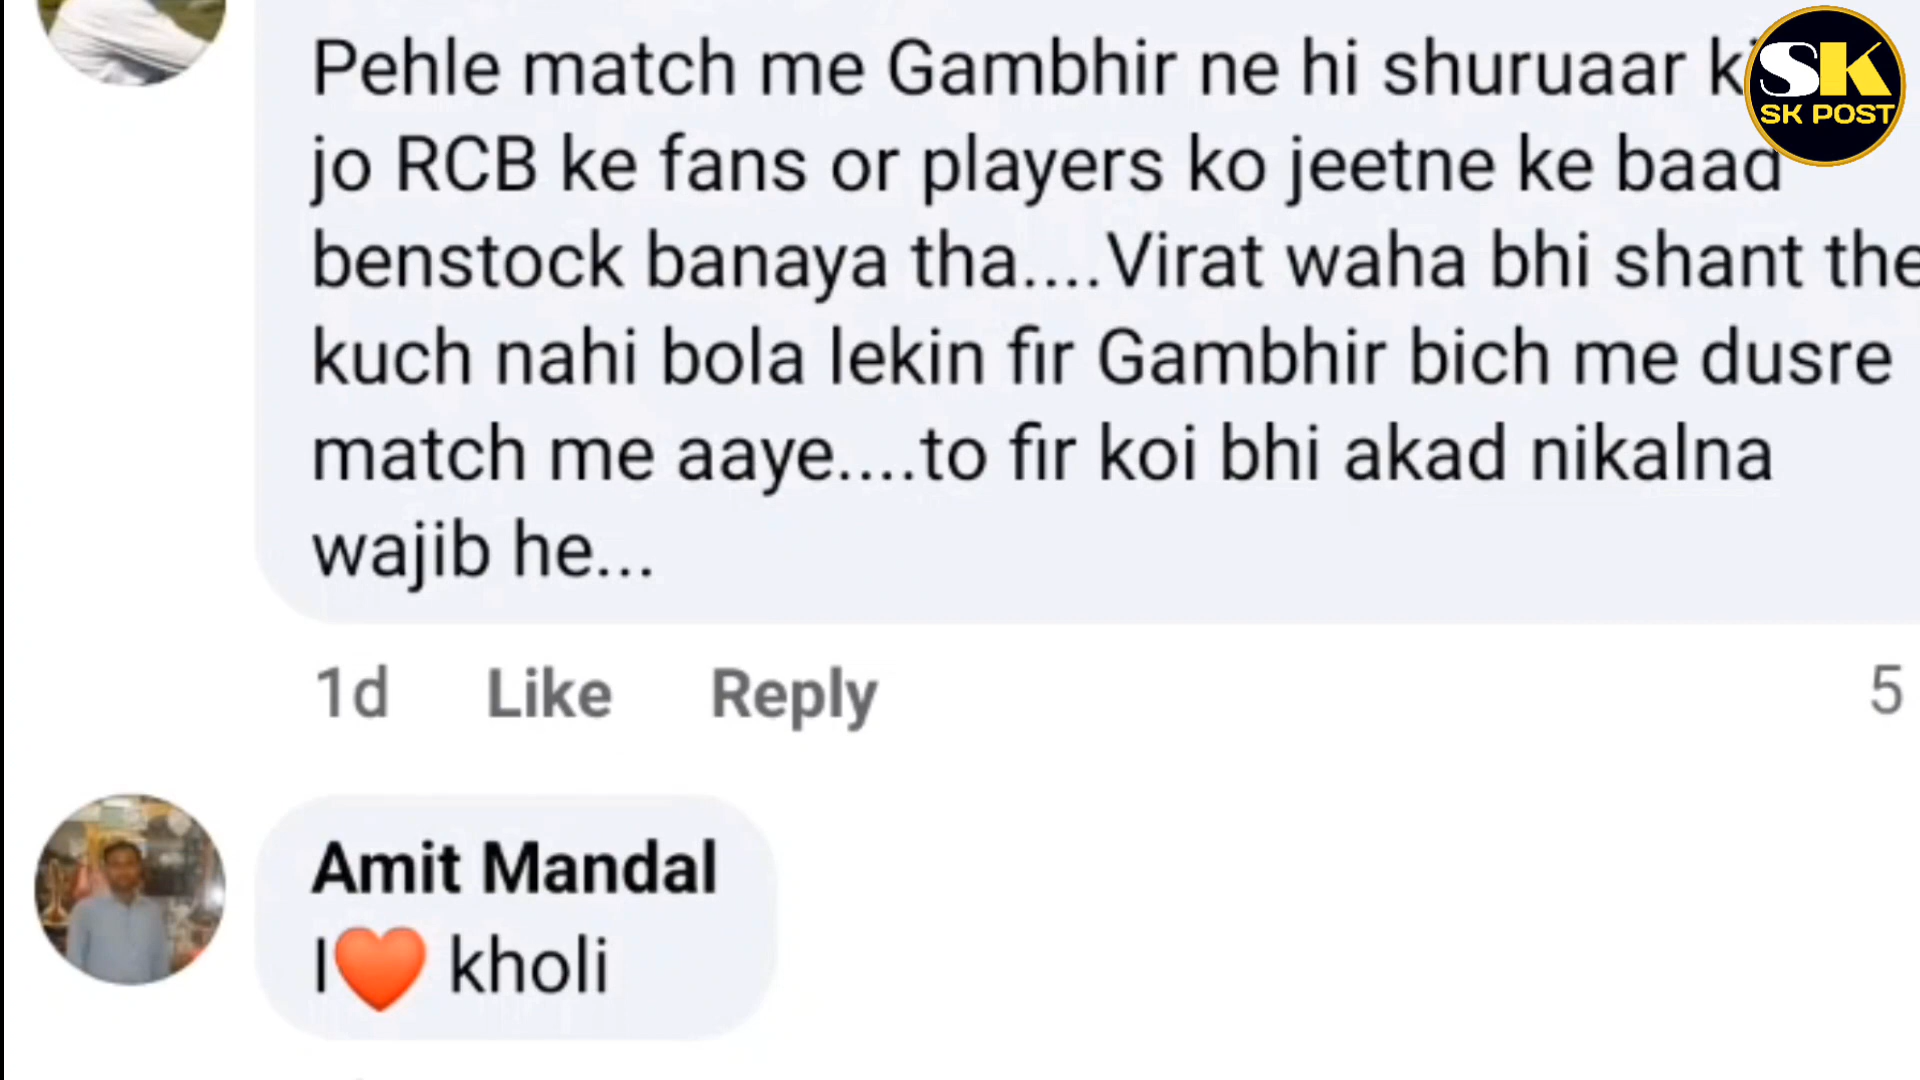 Pehle match me Gambhir ne hi shuruaar
jo RCB ke fans or players ko jeetne ke baad
benstock banaya tha....Virat waha bhi shant the
kuch nahi bola lekin fir Gambhir bich me dusre
match me aaye....to fir koi bhi akad nikalna
wajib he...
1d Like Reply 5
Amit Mandal
I❤️ kholi
SK
SK POST